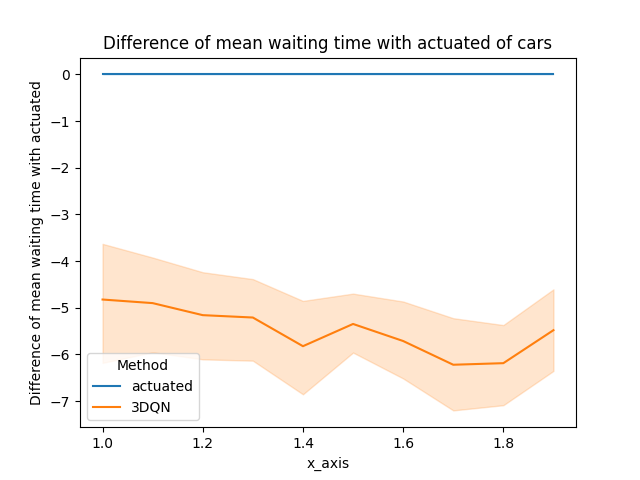 Difference of mean waiting time with actuated of cars
Difference of mean waiting time with actuated
0
−1
−2
−3
−4
−5
−6
−7
Method
actuated
3DQN
1.0 1.2 1.4 1.6 1.8
x_axis